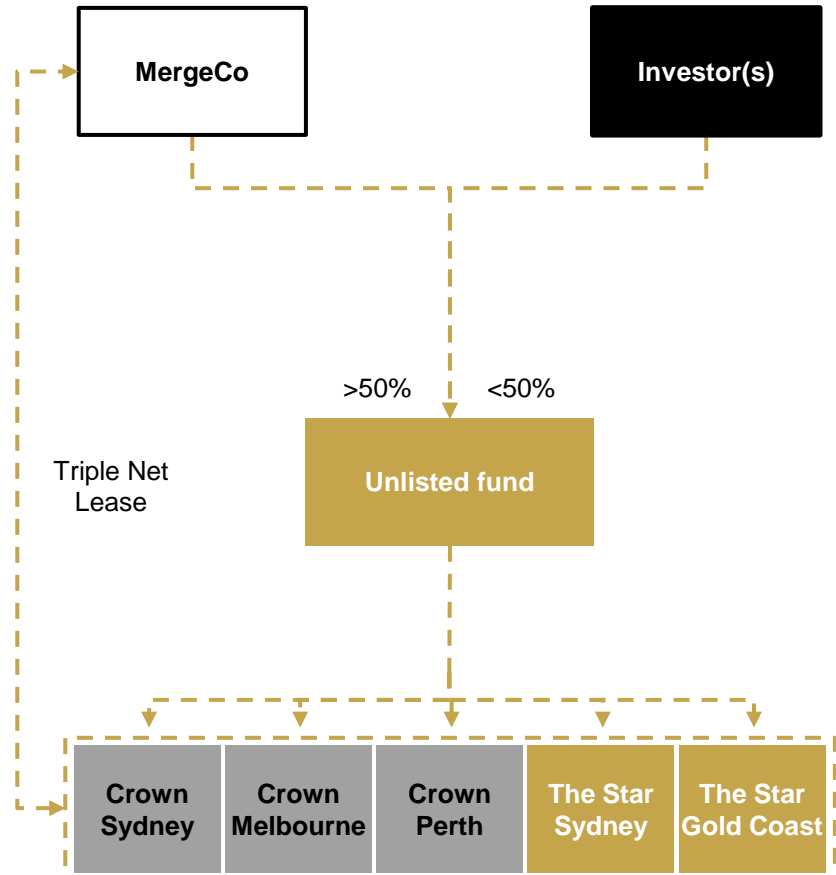 MergeCo
Investor(s)
>50%
<50%
Triple Net
Lease
Unlisted fund
Crown
Sydney
Crown
Melbourne
Crown
Perth
The Star
Sydney
The Star
Gold Coast